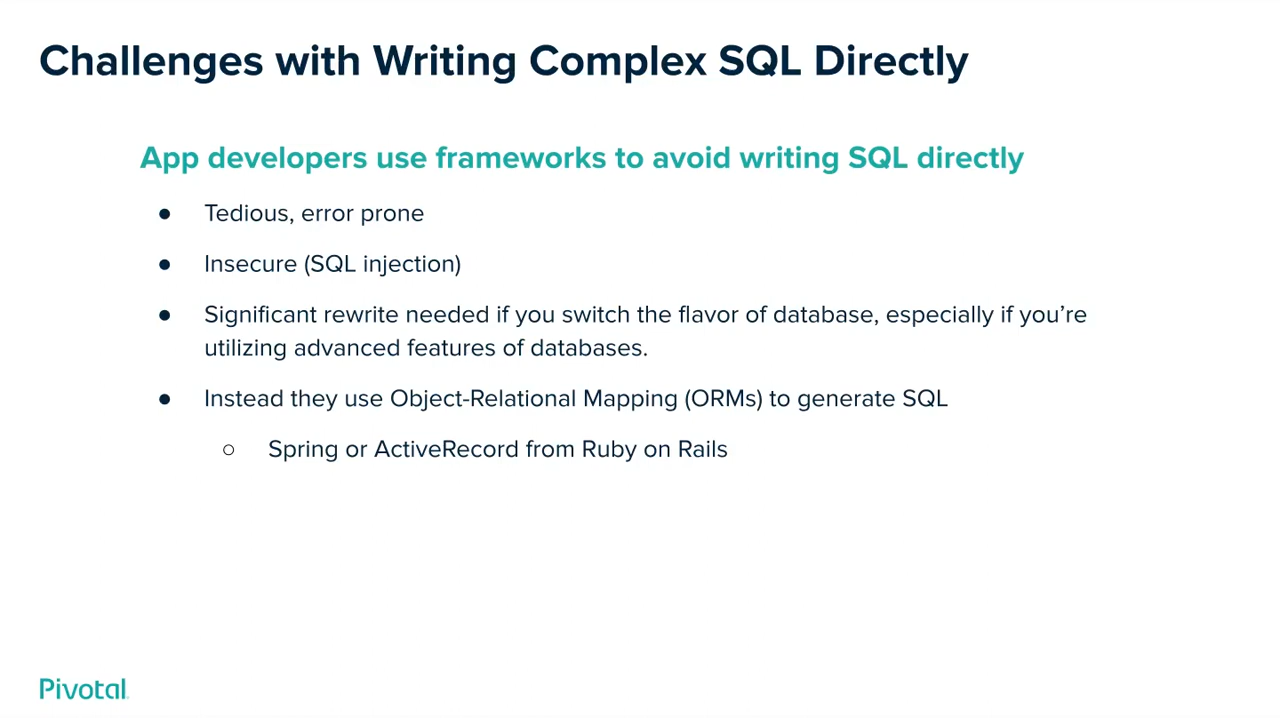 Challenges with Writing Complex SQL Directly
App developers use frameworks to avoid writing SQL directly
● Tedious, error prone
● Insecure (SQL injection)
● Significant rewrite needed if you switch the flavor of database, especially if you’re
utilizing advanced features of databases.
● Instead they use Object-Relational Mapping (ORMs) to generate SQL
○ Spring or ActiveRecord from Ruby on Rails
Pivotal